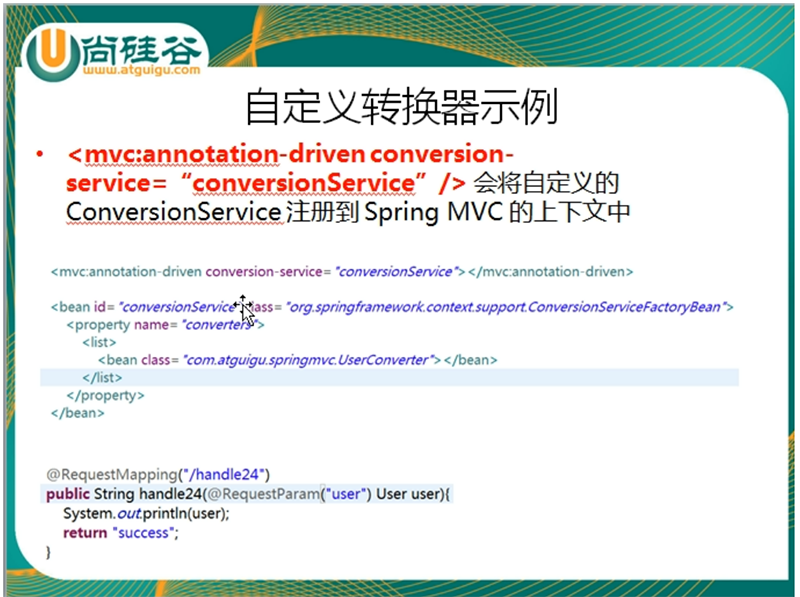 U尚硅谷
www.atguigu.com
自定义转换器示例
• <mvc:annotation-driven conversion-
service= “conversionService” /> 会将自定义的
ConversionService 注册到 Spring MVC 的上下文中
<mvc:annotation-driven conversion-service="conversionService"></mvc:annotation-driven>
<bean id="conversionService" class="org.springframework.context.support.ConversionServiceFactoryBean">
<property name="converters">
<list>
<bean class="com.atguigu.springmvc.UserConverter"></bean>
</list>
</property>
</bean>
@RequestMapping("/handle24")
public String handle24(@RequestParam("user") User user){
System.out.println(user);
return "success";
}